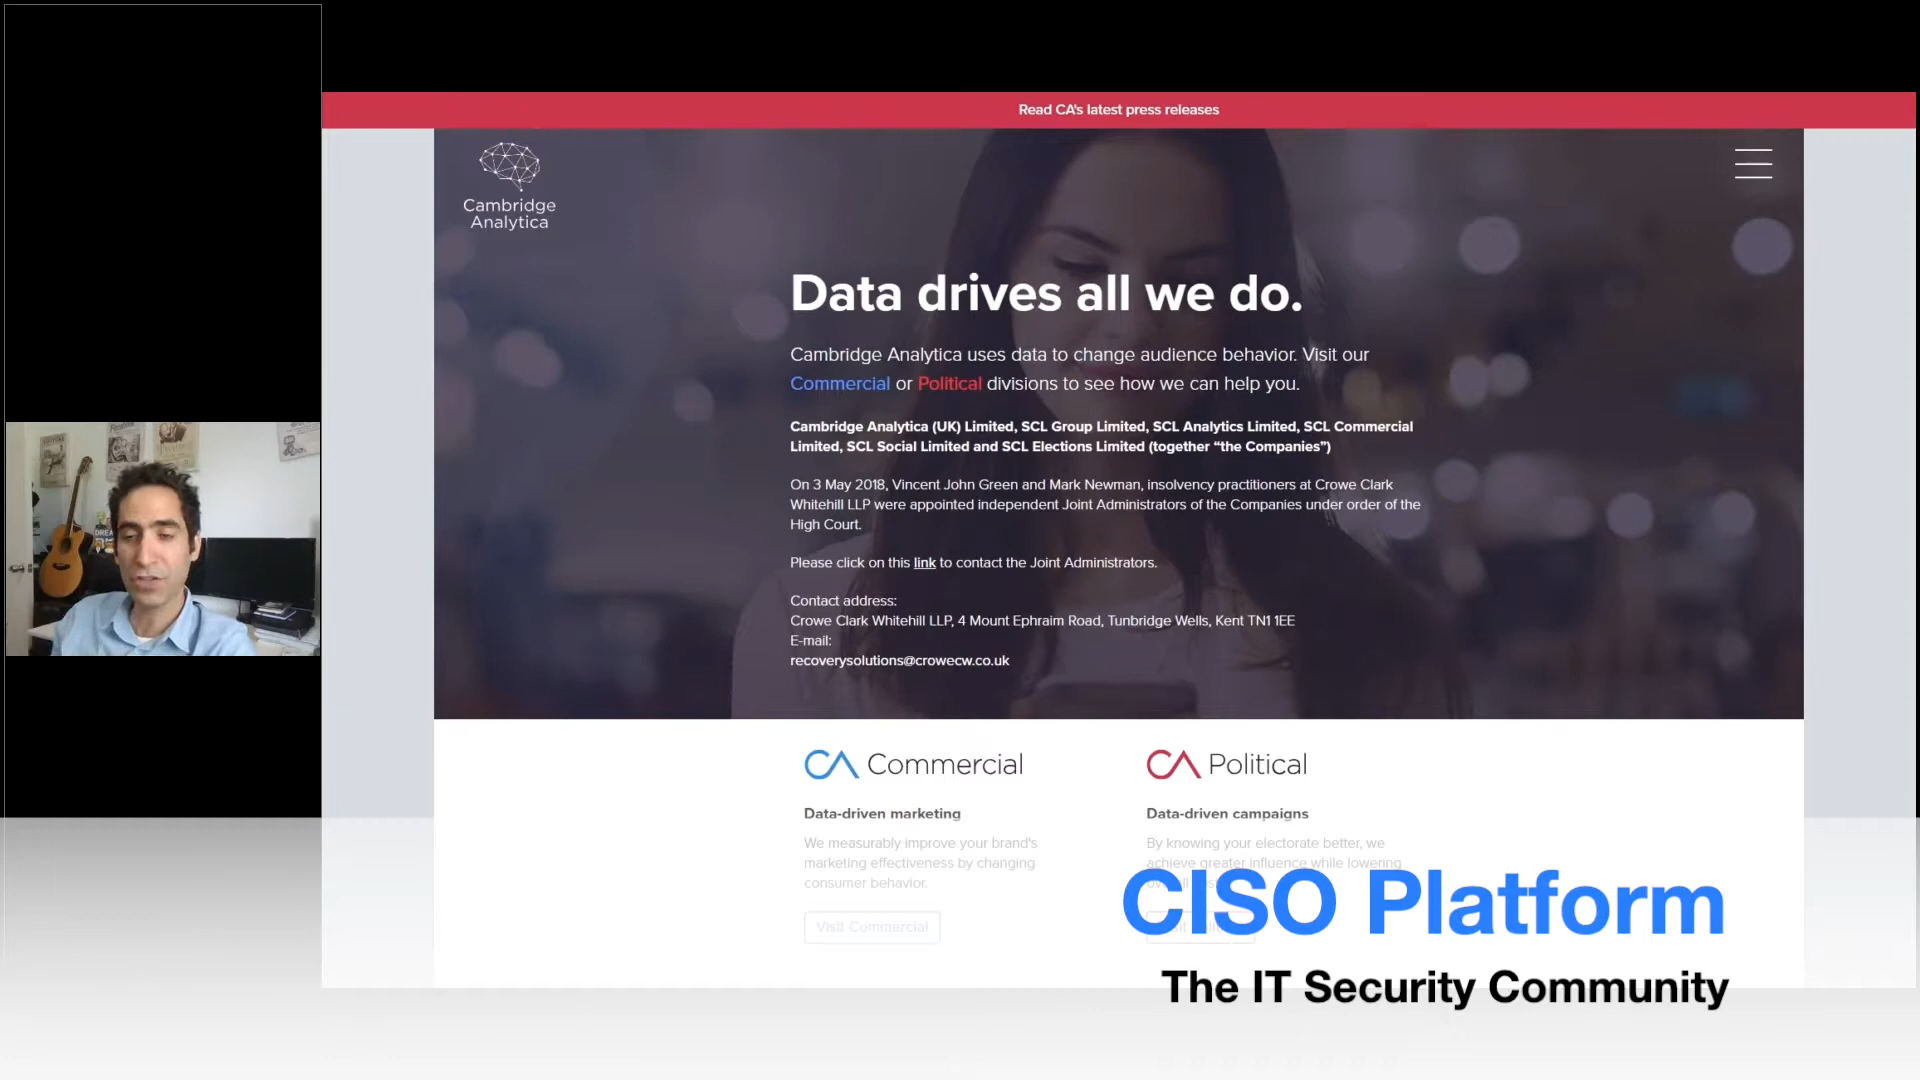 Read CA's latest press releases
Cambridge
Analytica
Data drives all we do.
Cambridge Analytica uses data to change audience behavior. Visit our
Commercial or Political divisions to see how we can help you.
Cambridge Analytica (UK) Limited, SCL Group Limited, SCL Analytics Limited, SCL Commercial
Limited, SCL Social Limited and SCL Elections Limited (together “the Companies”)
On 3 May 2018, Vincent John Green and Mark Newman, insolvency practitioners at Crowe Clark
Whitehill LLP were appointed independent Joint Administrators of the Companies under order of the
High Court.
Please click on this link to contact the Joint Administrators.
Contact address:
Crowe Clark Whitehill LLP, 4 Mount Ephraim Road, Tunbridge Wells, Kent TN1 1EE
E-mail:
recoverysolutions@crowecw.co.uk
CA Commercial
Data-driven marketing
We measurably improve your brand's
marketing effectiveness by changing
consumer behavior.
Visit Commercial
CA Political
Data-driven campaigns
By knowing your electorate better, we
achieve greater influence while lowering
CISO Platform
The IT Security Community